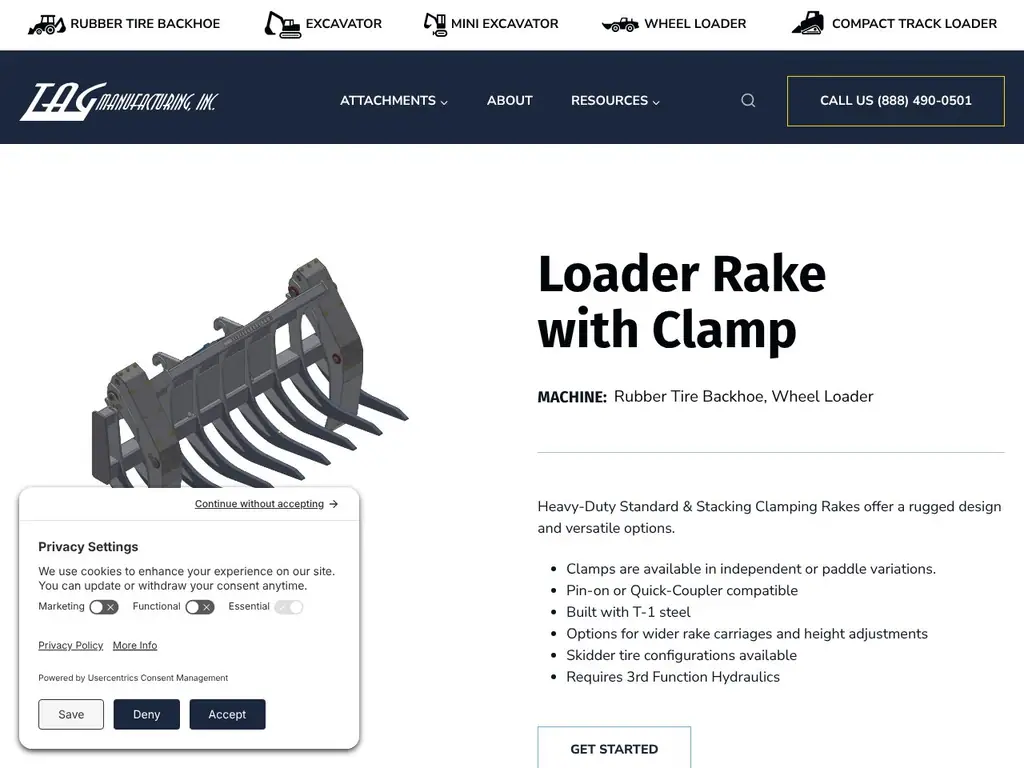 RUBBER TIRE BACKHOE
EXCAVATOR
MINI EXCAVATOR
WHEEL LOADER
COMPACT TRACK LOADER
TAG MANUFACTURING, INC.
ATTACHMENTS
ABOUT
RESOURCES
CALL US (888) 490-0501
Loader Rake
with Clamp
MACHINE: Rubber Tire Backhoe, Wheel Loader
Heavy-Duty Standard & Stacking Clamping Rakes offer a rugged design
and versatile options.
Clamps are available in independent or paddle variations.
Pin-on or Quick-Coupler compatible
Built with T-1 steel
Options for wider rake carriages and height adjustments
Skidder tire configurations available
Requires 3rd Function Hydraulics
GET STARTED
Continue without accepting
Privacy Settings
We use cookies to enhance your experience on our site.
You can update or withdraw your consent anytime.
Marketing
Functional
Essential
Privacy Policy
More Info
Powered by Usercentrics Consent Management
Save
Deny
Accept